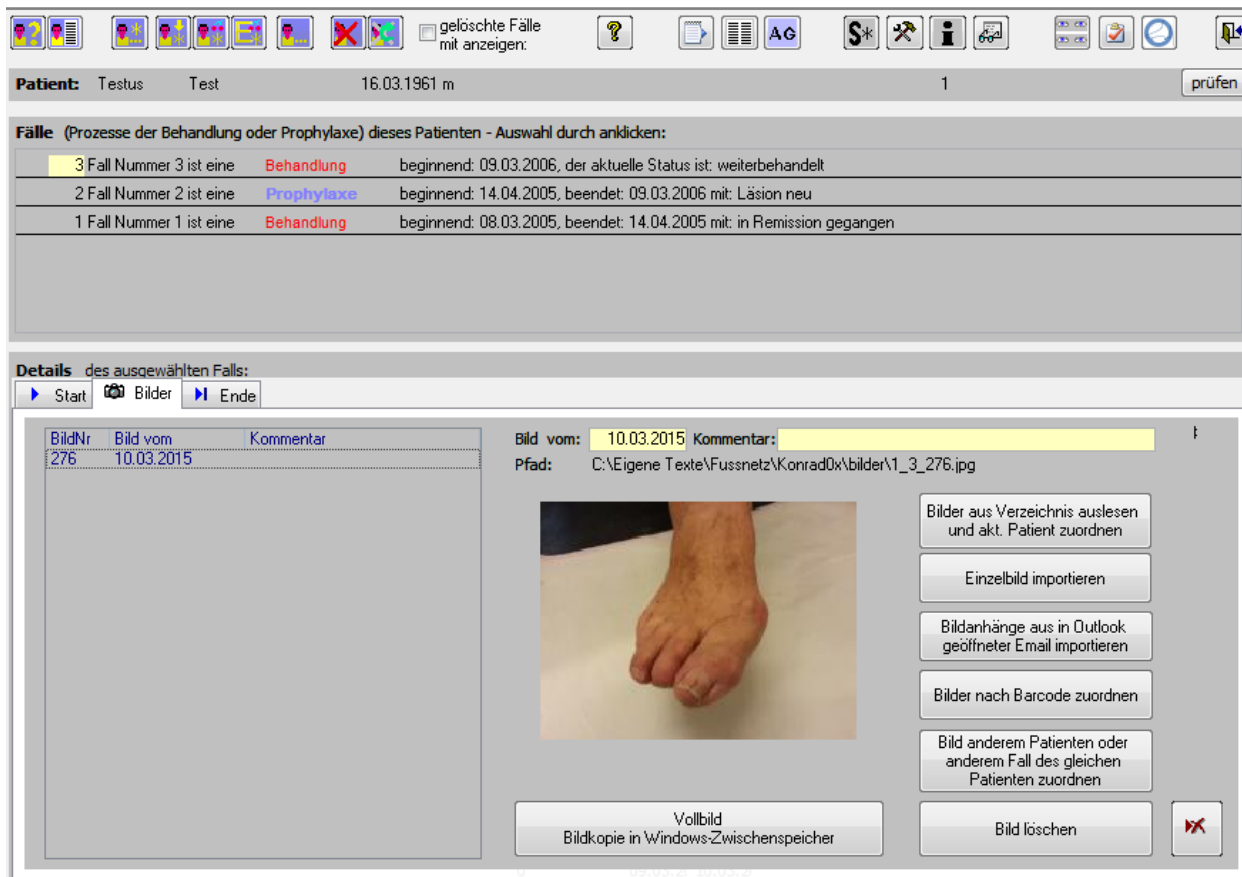 gelöschte Fälle
mit anzeigen:
AG
S*
Patient: Testus Test 16.03.1961 m 1 prüfen
Fälle (Prozesse der Behandlung oder Prophylaxe) dieses Patienten - Auswahl durch anklicken:
3 Fall Nummer 3 ist eine Behandlung beginnend: 09.03.2006, der aktuelle Status ist: weiterbehandelt
2 Fall Nummer 2 ist eine Prophylaxe beginnend: 14.04.2005, beendet: 09.03.2006 mit: Läsion neu
1 Fall Nummer 1 ist eine Behandlung beginnend: 08.03.2005, beendet: 14.04.2005 mit: in Remission gegangen
Details des ausgewählten Falls:
Start Bilder Ende
BildNr Bild vom Kommentar
276 10.03.2015
Bild vom: 10.03.2015 Kommentar:
Pfad: C:\Eigene Texte\Fussnetz\Konrad0x\bilder\1_3_276.jpg
Bilder aus Verzeichnis auslesen
und akt. Patient zuordnen
Einzelbild importieren
Bildanhänge aus in Outlook
geöffneter Email importieren
Bilder nach Barcode zuordnen
Bild anderem Patienten oder
anderem Fall des gleichen
Patienten zuordnen
Vollbild
Bildkopie in Windows-Zwischenspeicher
Bild löschen